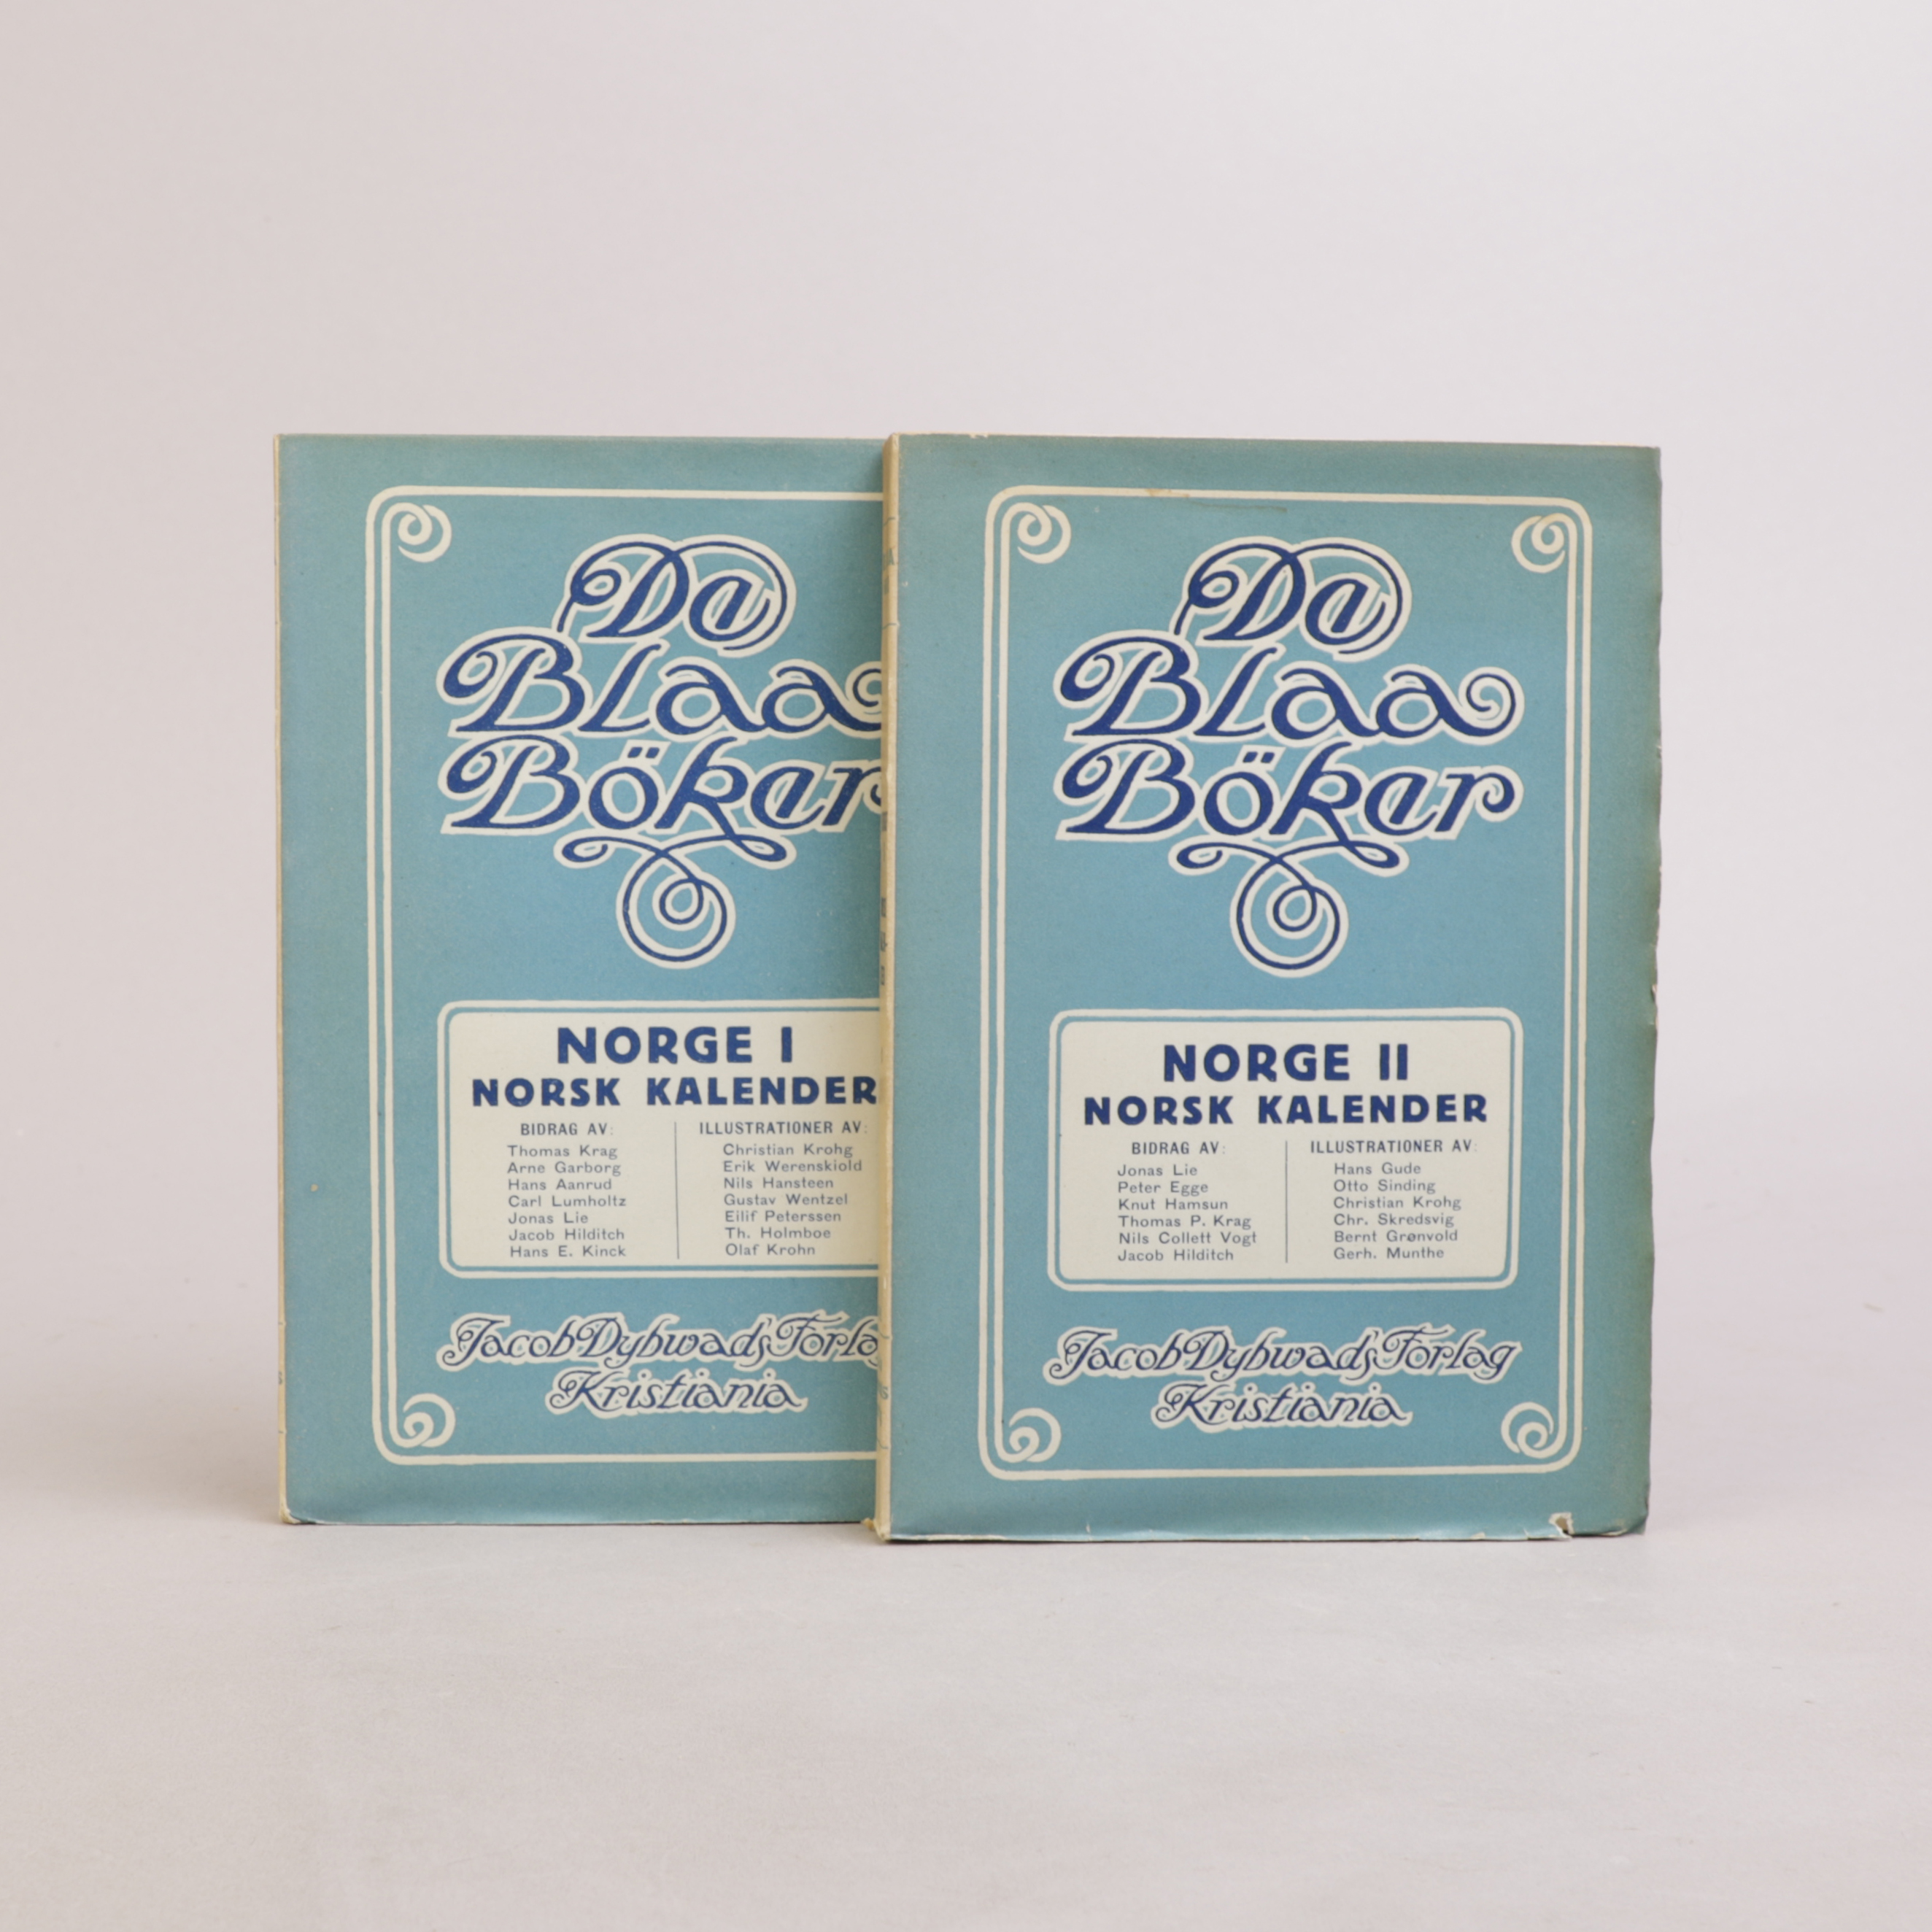 De
Blaa
Böker
NORGE I
NORSK KALENDER
BIDRAG AV:
Thomas Krag
Arne Garborg
Hans Aanrud
Carl Lumholtz
Jonas Lie
Jacob Hilditch
Hans E. Kinck
ILLUSTRATIONER AV:
Christian Krohg
Erik Werenskiold
Nils Hansteen
Gustav Wentzel
Eilif Peterssen
Th. Holmboe
Olaf Krohn
Jacob Dybwads Forlag
Kristiania
De
Blaa
Böker
NORGE II
NORSK KALENDER
BIDRAG AV:
Jonas Lie
Peter Egge
Knut Hamsun
Thomas P. Krag
Nils Collett Vogt
Jacob Hilditch
ILLUSTRATIONER AV:
Hans Gude
Otto Sinding
Christian Krohg
Chr. Skredsvig
Bernt Grønvold
Gerh. Munthe
Jacob Dybwads Forlag
Kristiania